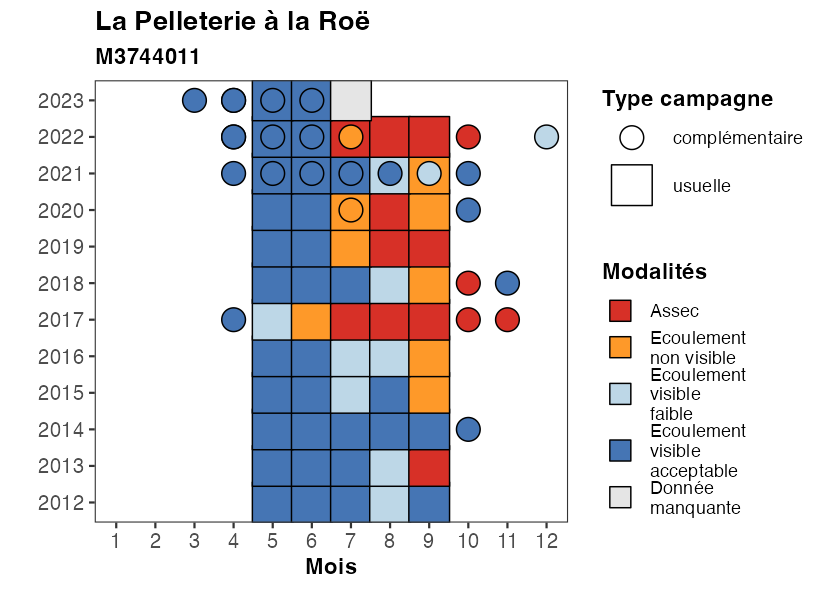 La Pelleterie à la Roë
M3744011
2023
2022
2021
2020
2019
2018
2017
2016
2015
2014
2013
2012
1 2 3 4 5 6 7 8 9 10 11 12
Mois
Type campagne
complémentaire
usuelle
Modalités
Assec
Ecoulement
non visible
Ecoulement
visible
faible
Ecoulement
visible
acceptable
Donnée
manquante